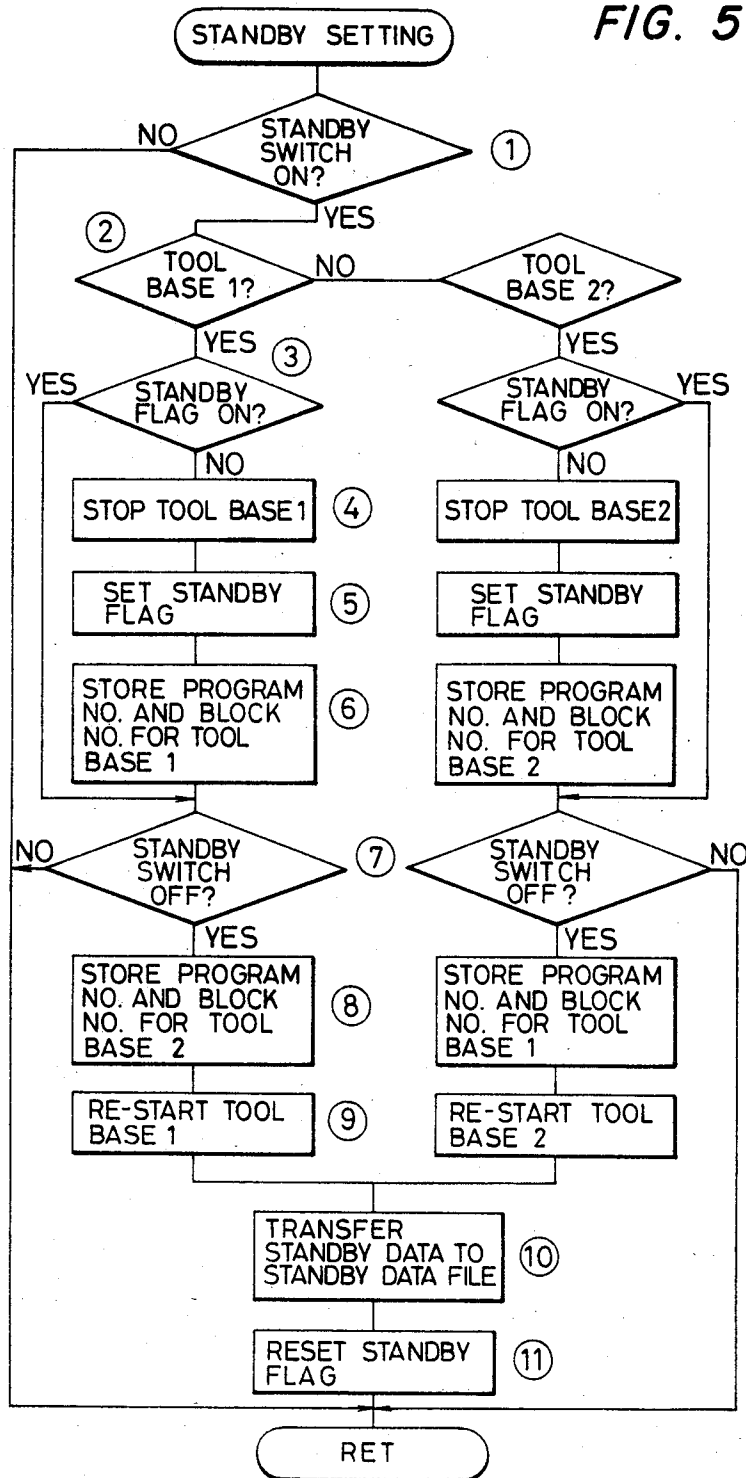 FIG. 5
STANDBY SETTING
NO
STANDBY
SWITCH
ON?
①
YES
②
TOOL
BASE 1?
NO
TOOL
BASE 2?
YES
③
YES
YES
STANDBY
FLAG ON?
STANDBY
FLAG ON?
YES
NO
NO
STOP TOOL BASE1
④
STOP TOOL BASE2
SET STANDBY
FLAG
⑤
SET STANDBY
FLAG
STORE PROGRAM
NO. AND BLOCK
NO. FOR TOOL
BASE 1
⑥
STORE PROGRAM
NO. AND BLOCK
NO. FOR TOOL
BASE 2
NO
STANDBY
SWITCH
OFF?
⑦
STANDBY
SWITCH
OFF?
NO
YES
YES
STORE PROGRAM
NO. AND BLOCK
NO. FOR TOOL
BASE 2
⑧
STORE PROGRAM
NO. AND BLOCK
NO. FOR TOOL
BASE 1
RE-START TOOL
BASE 1
⑨
RE-START TOOL
BASE 2
TRANSFER
STANDBY DATA TO
STANDBY DATA FILE
⑩
RESET STANDBY
FLAG
⑪
RET